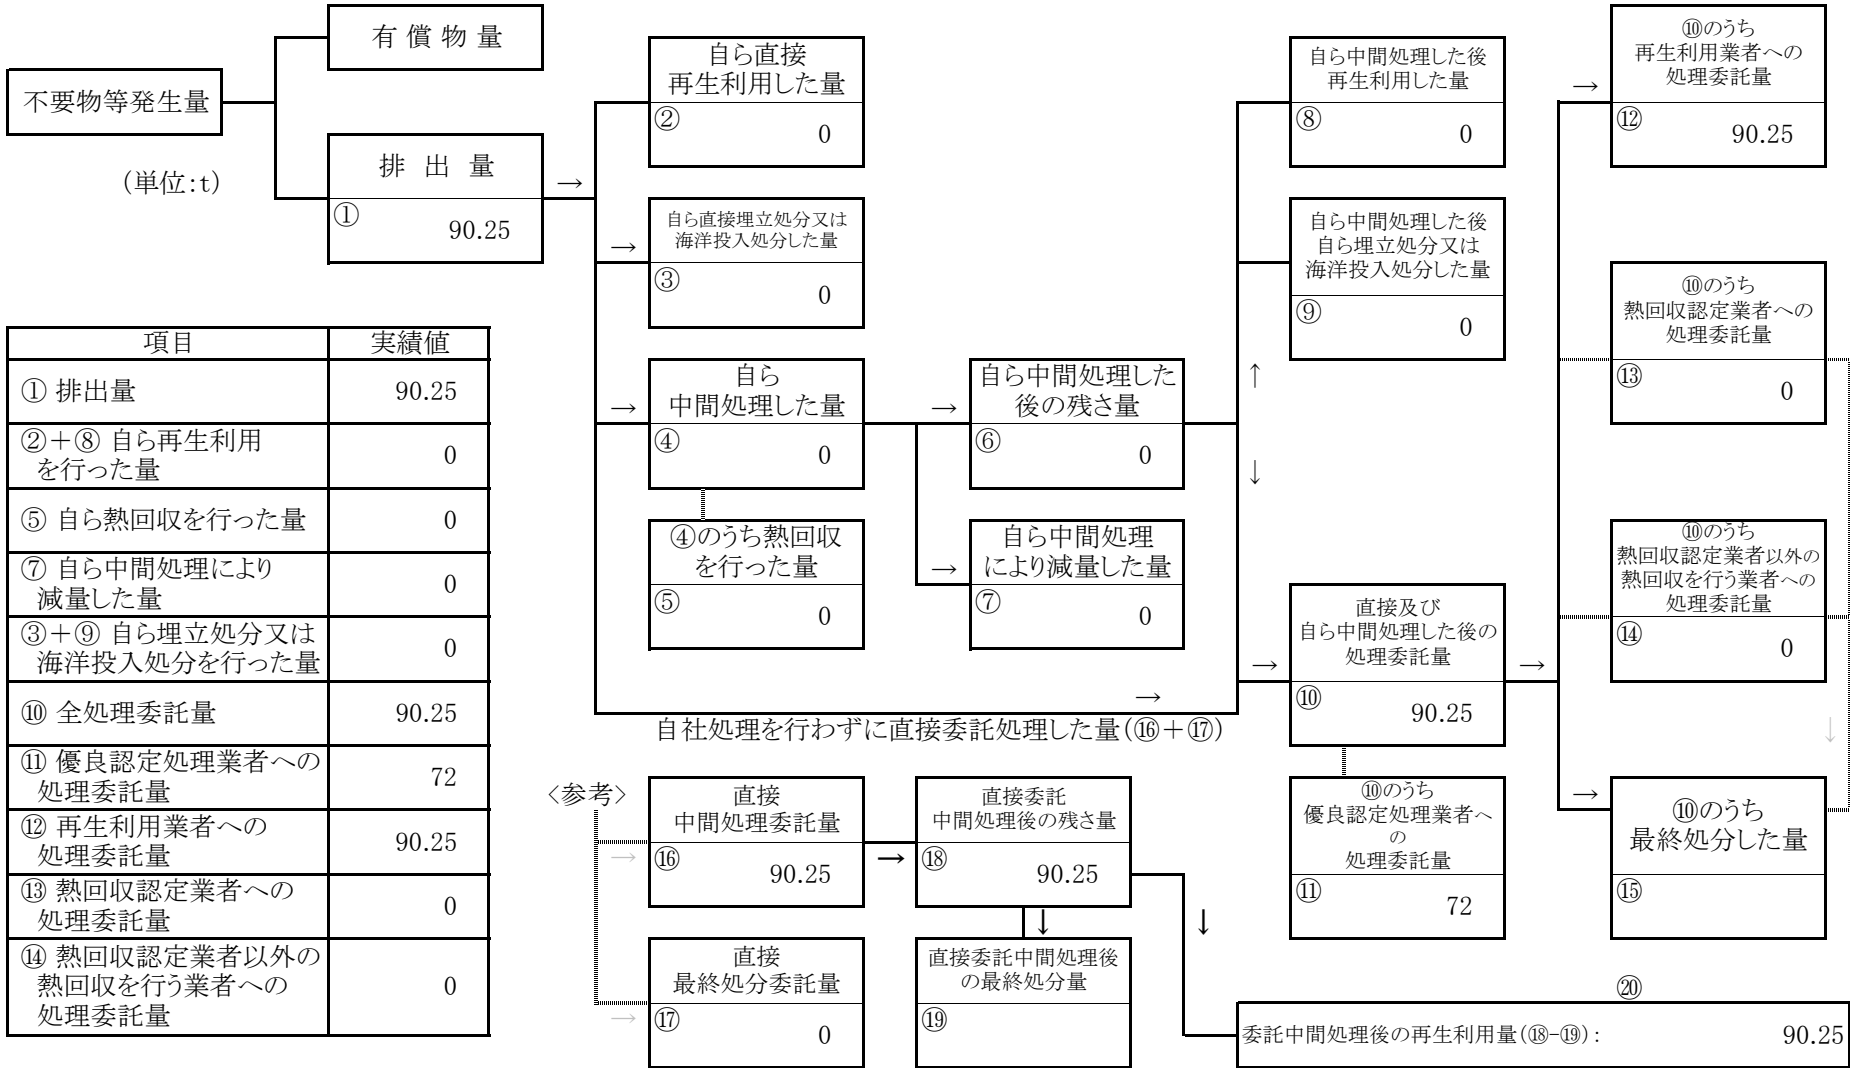 有 償 物 量
不要物等発生量
排 出 量
①
90.25
(単位:t)
→
自ら直接
再生利用した量
②
0
→
自ら直接埋立処分又は
海洋投入処分した量
③
0
→
自ら
中間処理した量
④
0
④のうち熱回収
を行った量
⑤
0
→
自ら中間処理した
後の残さ量
⑥
0
→
自ら中間処理
により減量した量
⑦
0
↑
↓
自ら中間処理した後
再生利用した量
⑧
0
自ら中間処理した後
自ら埋立処分又は
海洋投入処分した量
⑨
0
→
自社処理を行わずに直接委託処理した量(⑯+⑰)
→
直接及び
自ら中間処理した後の
処理委託量
⑩
90.25
→
⑩のうち
優良認定処理業者へ
の
処理委託量
⑪
72
→
⑩のうち
再生利用業者への
処理委託量
⑫
90.25
⑩のうち
熱回収認定業者への
処理委託量
⑬
0
⑩のうち
熱回収認定業者以外の
熱回収を行う業者への
処理委託量
⑭
0
↓
→
⑩のうち
最終処分した量
⑮
項目 実績値
① 排出量 90.25
②+⑧ 自ら再生利用
を行った量 0
⑤ 自ら熱回収を行った量 0
⑦ 自ら中間処理により
減量した量 0
③+⑨ 自ら埋立処分又は
海洋投入処分を行った量 0
⑩ 全処理委託量 90.25
⑪ 優良認定処理業者への
処理委託量 72
⑫ 再生利用業者への
処理委託量 90.25
⑬ 熱回収認定業者への
処理委託量 0
⑭ 熱回収認定業者以外の
熱回収を行う業者への
処理委託量 0
<参考>
→
直接
中間処理委託量
⑯
90.25
→
直接委託
中間処理後の残さ量
⑱
90.25
↓
↓
→
直接
最終処分委託量
⑰
0
直接委託中間処理後
の最終処分量
⑲
⑳
委託中間処理後の再生利用量(⑱-⑲): 90.25